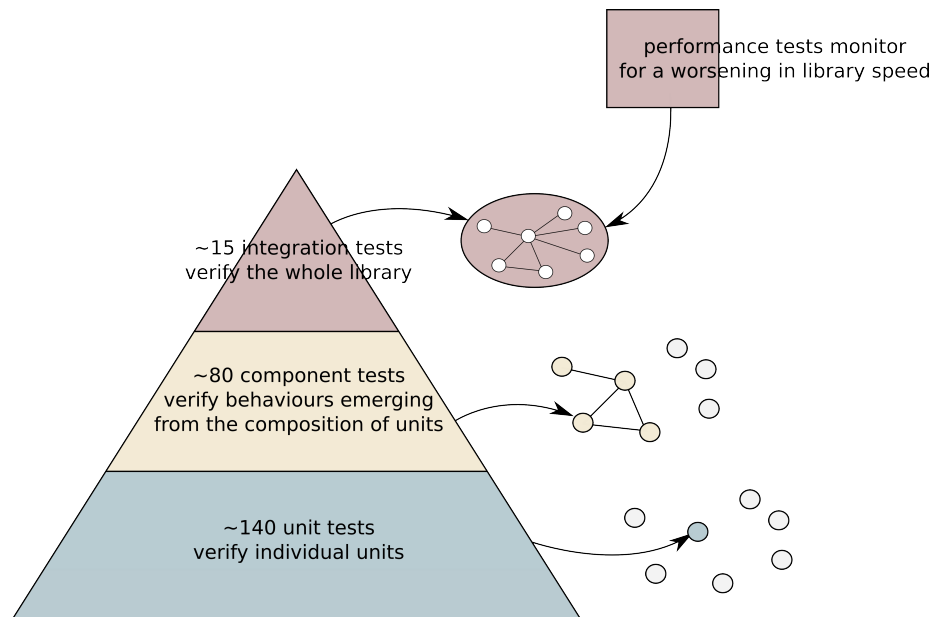 performance tests monitor
for a worsening in library speed
~15 integration tests
verify the whole library
~80 component tests
verify behaviours emerging
from the composition of units
~140 unit tests
verify individual units